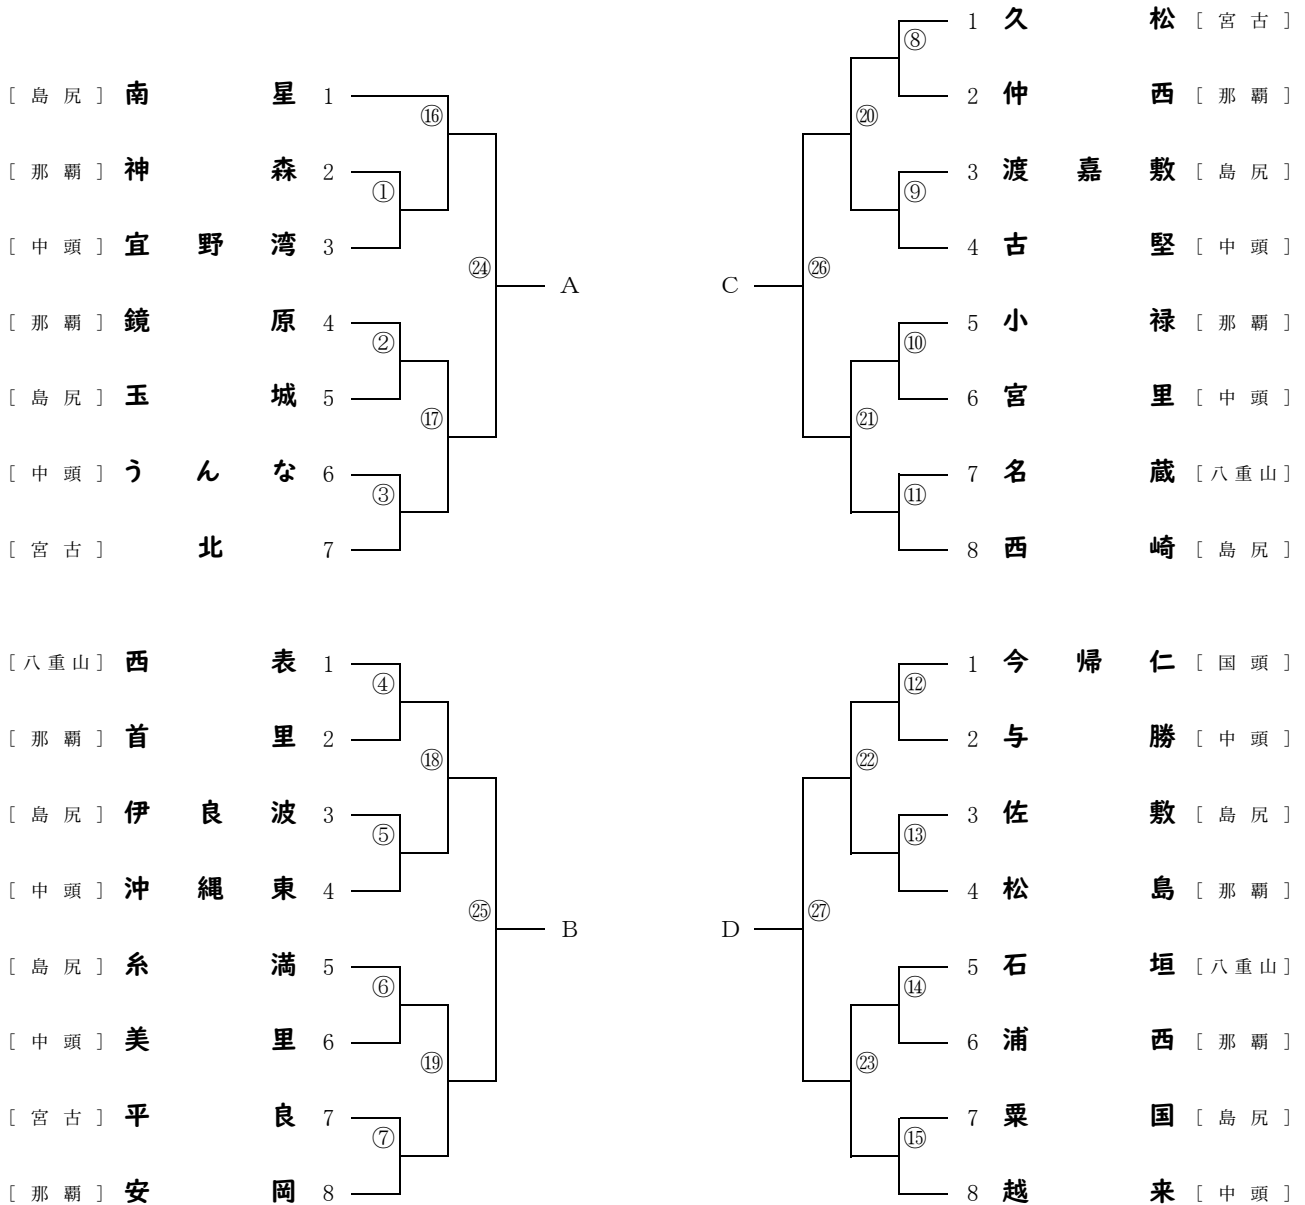 [島尻] 南星 1
⑯
[那覇] 神森 2
①
[中頭] 宜野湾 3
㉔
A
[那覇] 鏡原 4
②
[島尻] 玉城 5
⑰
[中頭] うんな 6
③
[宮古] 北 7
[八重山] 西表 1
④
[那覇] 首里 2
⑱
[島尻] 伊良波 3
⑤
[中頭] 沖縄東 4
㉕
B
[島尻] 糸満 5
⑥
[中頭] 美里 6
⑲
[宮古] 平良 7
⑦
[那覇] 安岡 8
1 久松 [宮古]
⑧
2 仲西 [那覇]
⑳
3 渡嘉敷 [島尻]
⑨
4 古堅 [中頭]
C
㉖
5 小禄 [那覇]
⑩
6 宮里 [中頭]
㉑
7 名蔵 [八重山]
⑪
8 西崎 [島尻]
1 今帰仁 [国頭]
⑫
2 与勝 [中頭]
㉒
3 佐敷 [島尻]
⑬
4 松島 [那覇]
D
㉗
5 石垣 [八重山]
⑭
6 浦西 [那覇]
㉓
7 粟国 [島尻]
⑮
8 越来 [中頭]